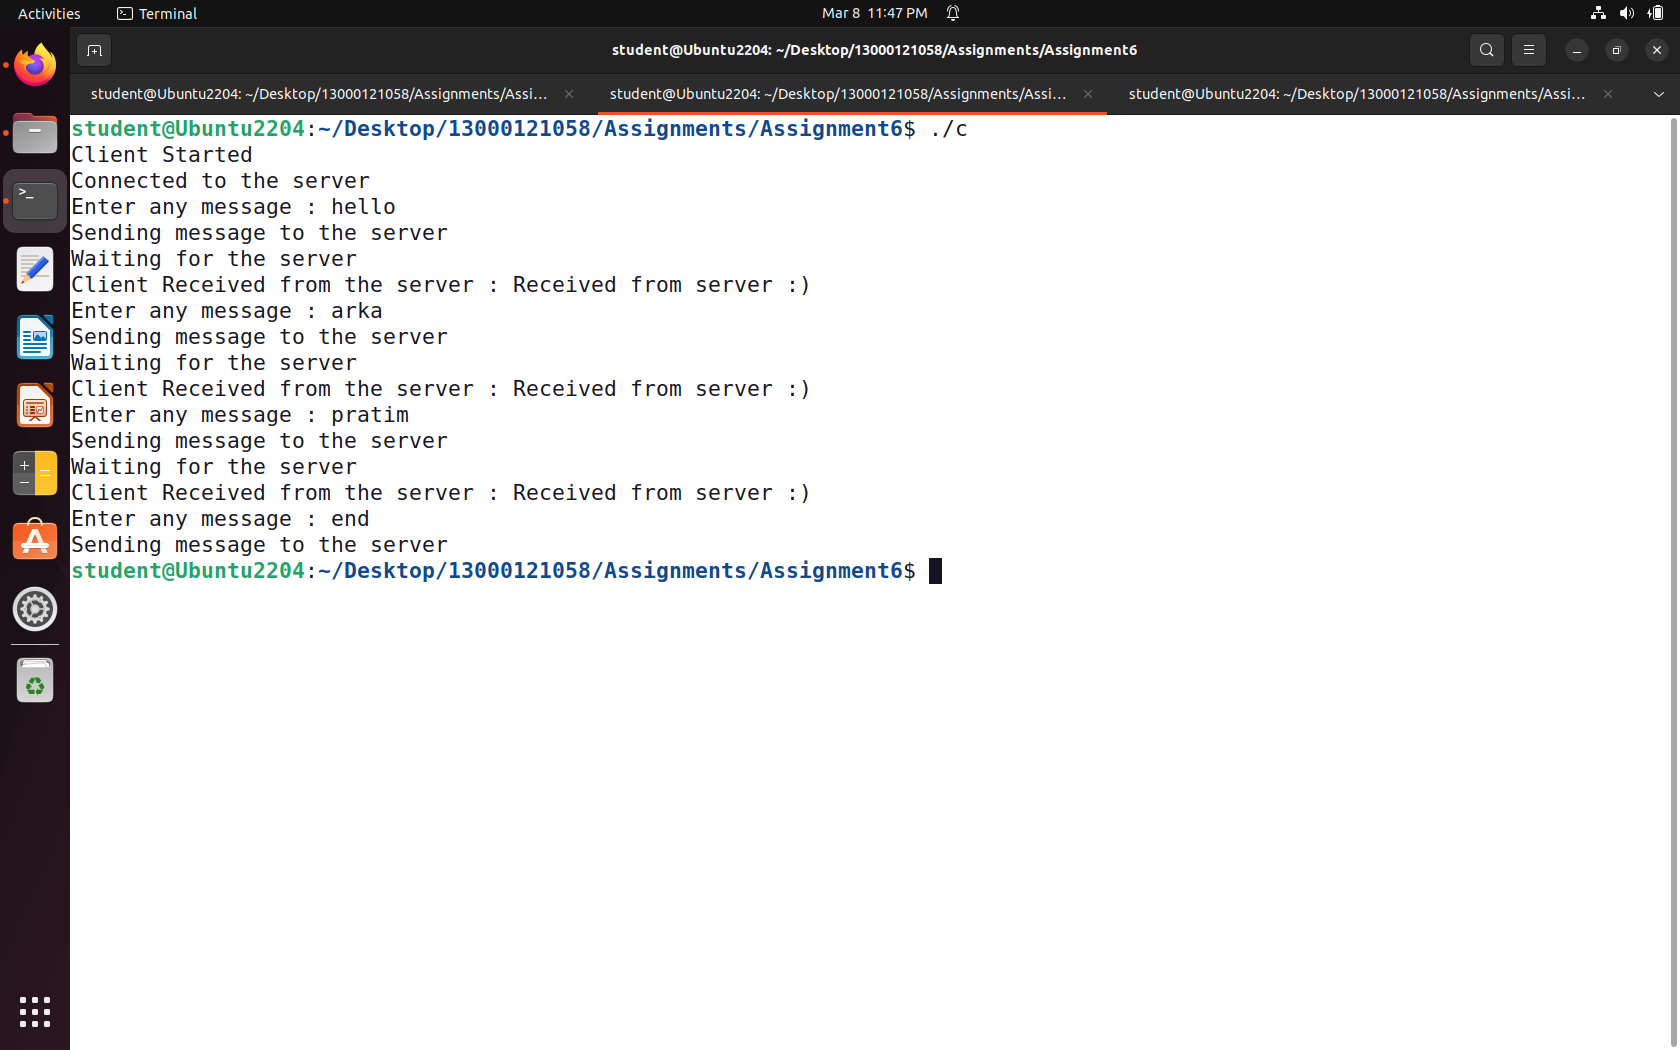 Activities Terminal Mar 8 11:47 PM
student@Ubuntu2204: ~/Desktop/13000121058/Assignments/Assignment6
student@Ubuntu2204: ~/Desktop/13000121058/Assignments/Assi... student@Ubuntu2204: ~/Desktop/13000121058/Assignments/Assi... student@Ubuntu2204: ~/Desktop/13000121058/Assignments/Assi...
student@Ubuntu2204:~/Desktop/13000121058/Assignments/Assignment6$ ./c
Client Started
Connected to the server
Enter any message : hello
Sending message to the server
Waiting for the server
Client Received from the server : Received from server :)
Enter any message : arka
Sending message to the server
Waiting for the server
Client Received from the server : Received from server :)
Enter any message : pratim
Sending message to the server
Waiting for the server
Client Received from the server : Received from server :)
Enter any message : end
Sending message to the server
student@Ubuntu2204:~/Desktop/13000121058/Assignments/Assignment6$